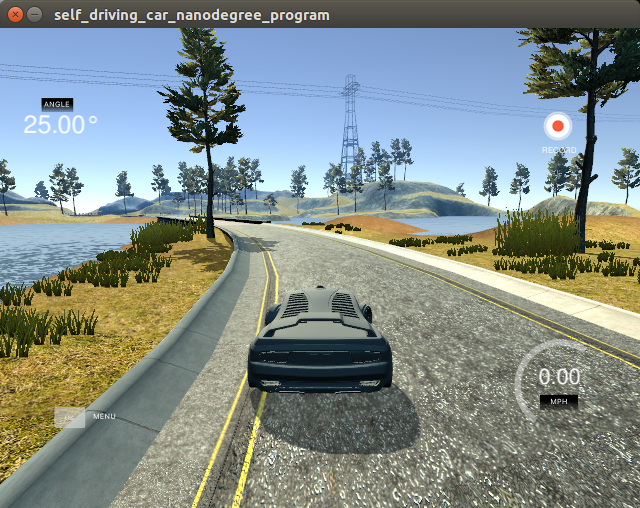 self_driving_car_nanodegree_program
ANGLE
25.00°
RECORD
0.00
MPH
MENU